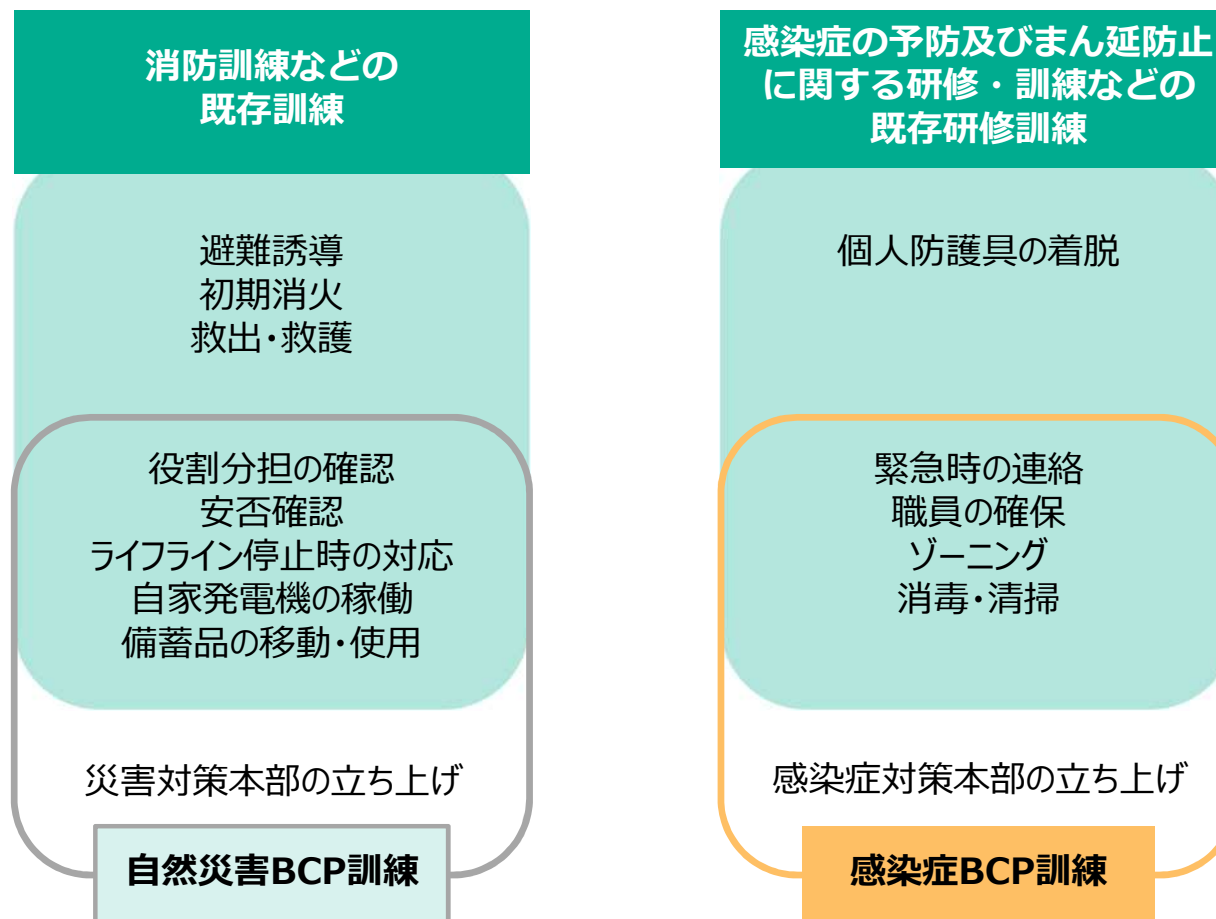 消防訓練などの
既存訓練
避難誘導
初期消火
救出・救護
役割分担の確認
安否確認
ライフライン停止時の対応
自家発電機の稼働
備蓄品の移動・使用
災害対策本部の立ち上げ
自然災害BCP訓練
感染症の予防及びまん延防止
に関する研修・訓練などの
既存研修訓練
個人防護具の着脱
緊急時の連絡
職員の確保
ゾーニング
消毒・清掃
感染症対策本部の立ち上げ
感染症BCP訓練